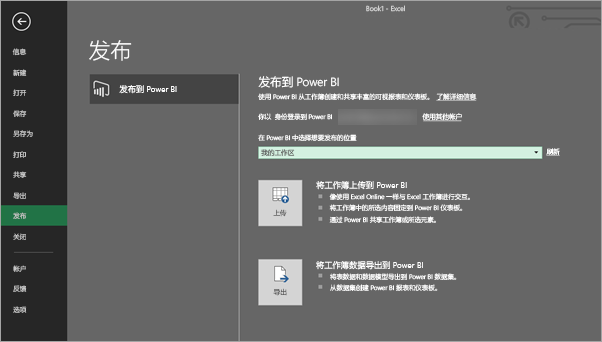 Book1 - Excel
信息
新建
打开
保存
另存为
打印
共享
导出
发布
关闭
帐户
反馈
选项
发布
发布到 Power BI
发布到 Power BI
使用 Power BI 从工作簿创建和共享丰富的可视报表和仪表板。 了解详细信息
你以 身份登录到 Power BI 使用其他帐户
在 Power BI 中选择想要发布的位置
我的工作区 刷新
上传
将工作簿上传到 Power BI
像使用 Excel Online 一样与 Excel 工作簿进行交互。
将工作簿中的所选内容固定到 Power BI 仪表板。
通过 Power BI 共享工作簿或所选元素。
导出
将工作簿数据导出到 Power BI
将表数据和数据模型导出到 Power BI 数据集。
从数据集创建 Power BI 报表和仪表板。